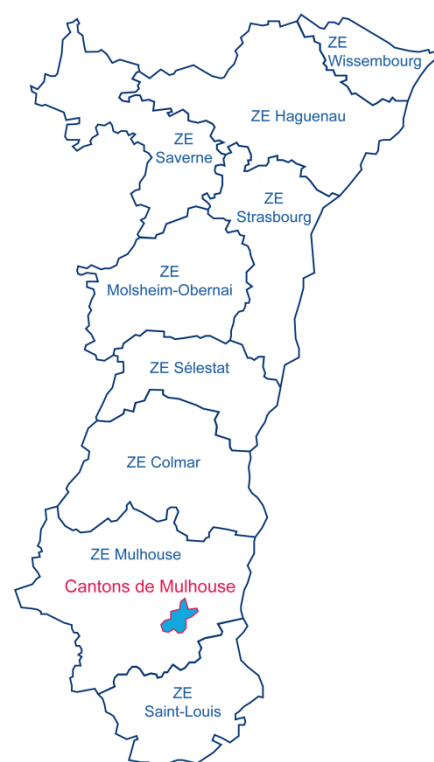 ZE
Wissembourg
ZE Haguenau
ZE
Saverne
ZE
Strasbourg
ZE
Molsheim-Obernai
ZE Sélestat
ZE Colmar
ZE Mulhouse
Cantons de Mulhouse
ZE
Saint-Louis